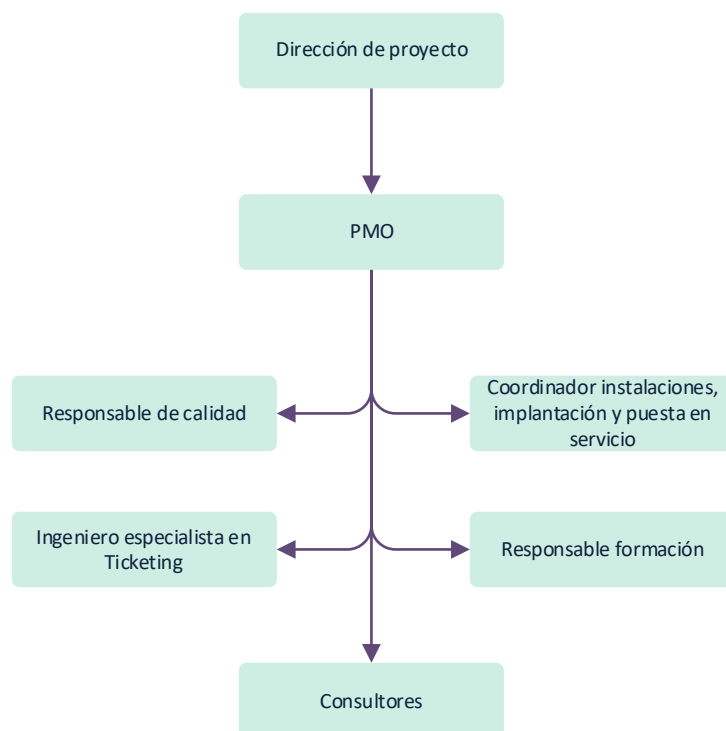 Dirección de proyecto
PMO
Responsable de calidad
Coordinador instalaciones,
implantación y puesta en
servicio
Ingeniero especialista en
Ticketing
Responsable formación
Consultores